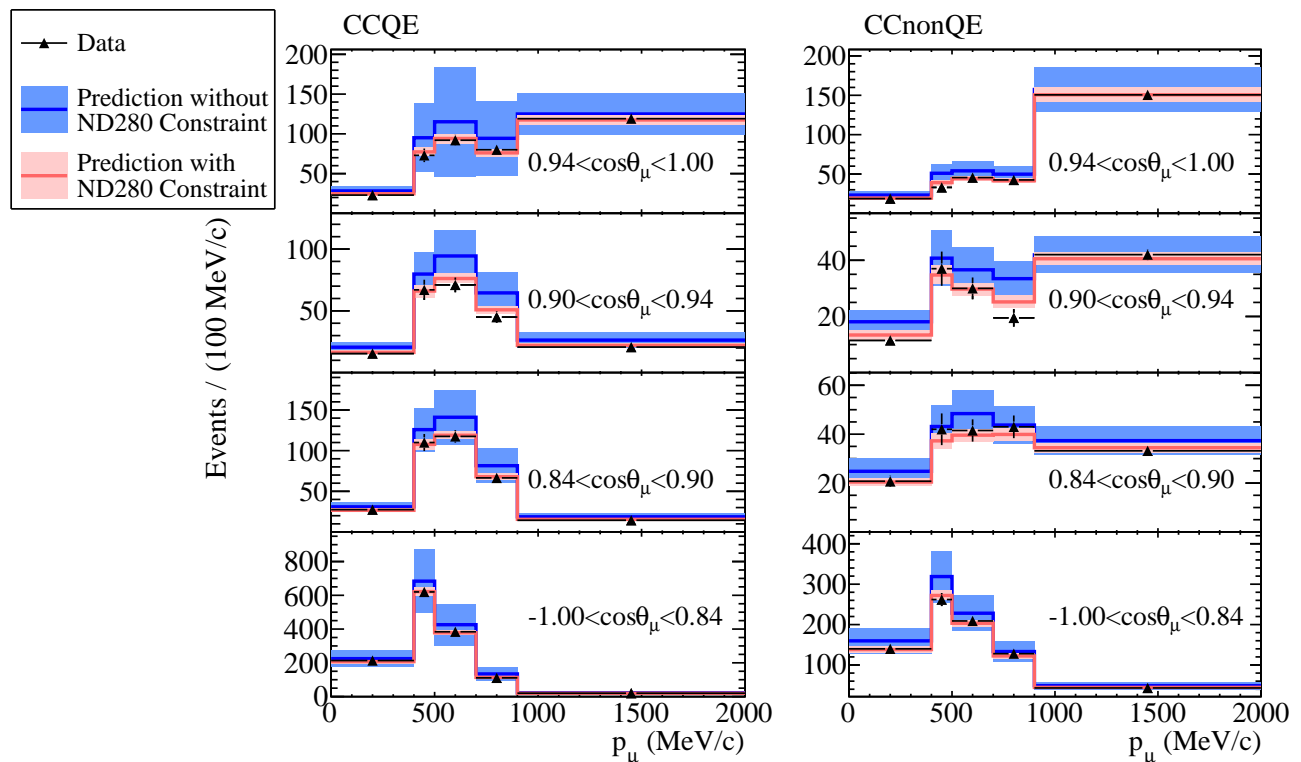 Data
Prediction without
ND280 Constraint
Prediction with
ND280 Constraint
Events / (100 MeV/c)
CCQE
200
150
100
50
0.94<cosθμ<1.00
100
50
0.90<cosθμ<0.94
150
100
50
0.84<cosθμ<0.90
800
600
400
200
0
-1.00<cosθμ<0.84
0 500 1000 1500 2000
pμ (MeV/c)
CCnonQE
200
150
100
50
0.94<cosθμ<1.00
40
20
0.90<cosθμ<0.94
60
40
20
0.84<cosθμ<0.90
400
300
200
100
-1.00<cosθμ<0.84
0 500 1000 1500 2000
pμ (MeV/c)